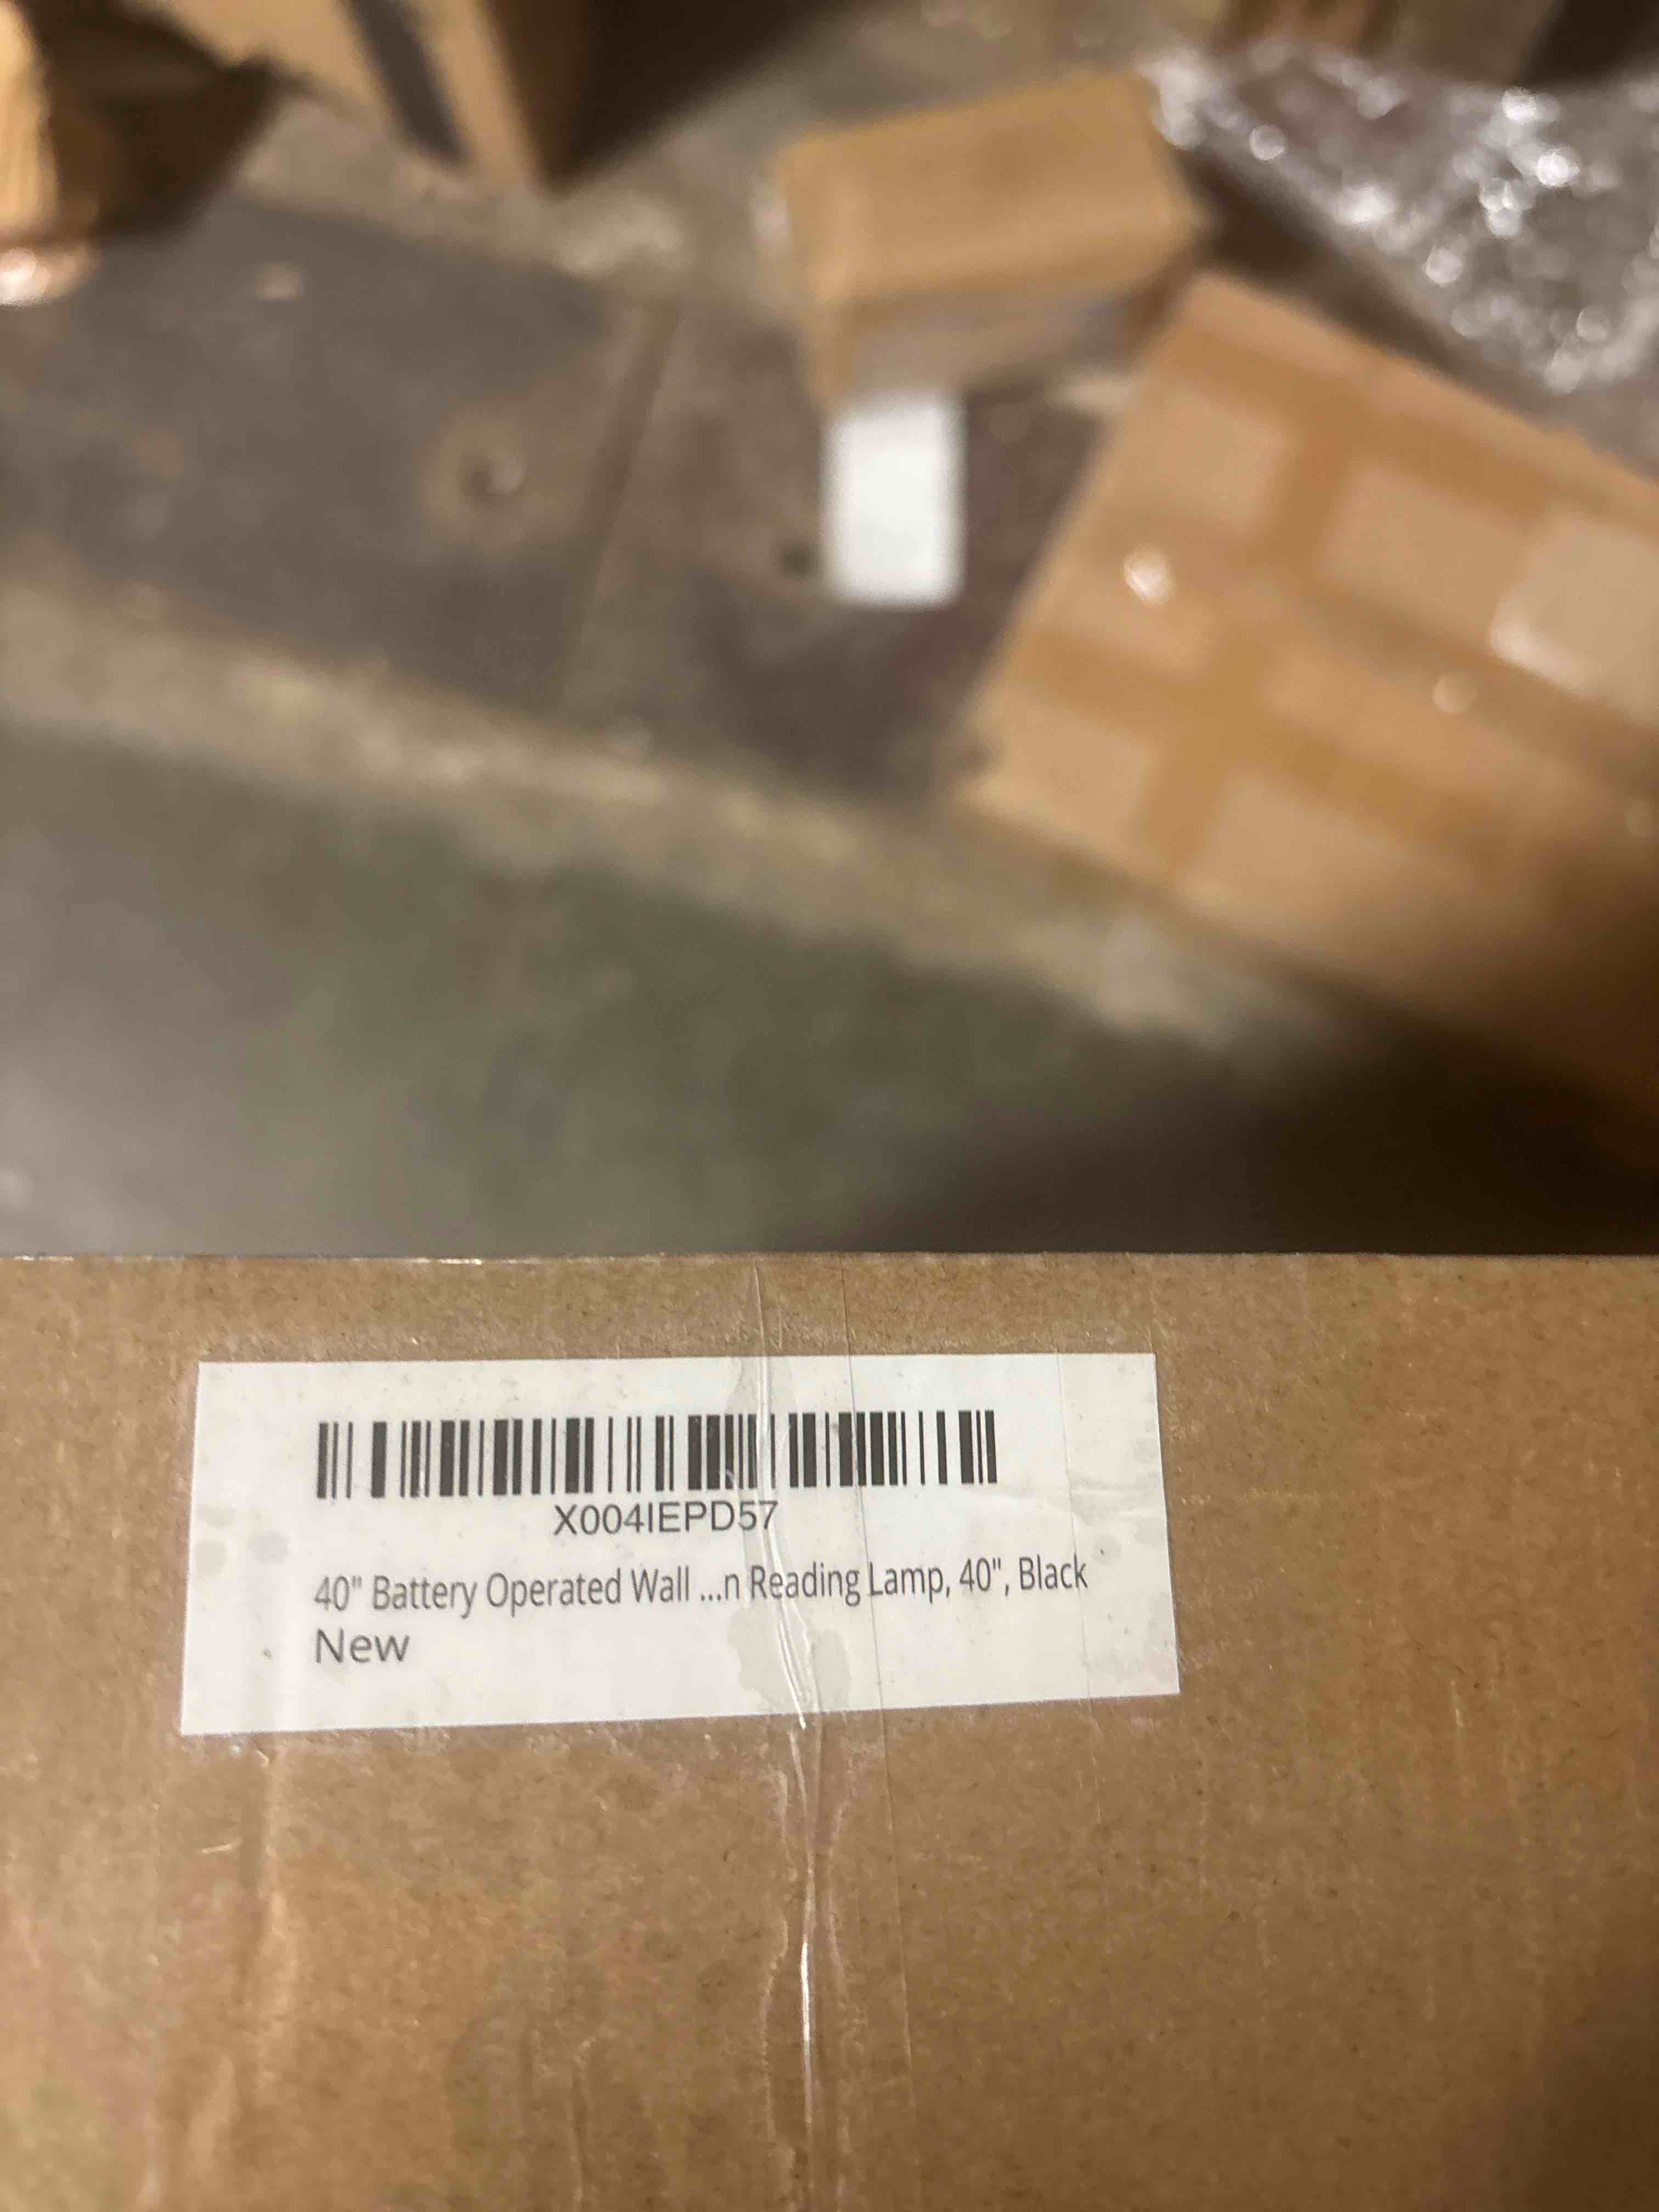 X004IEPD57
40" Battery Operated Wall ...n Reading Lamp, 40", Black
New